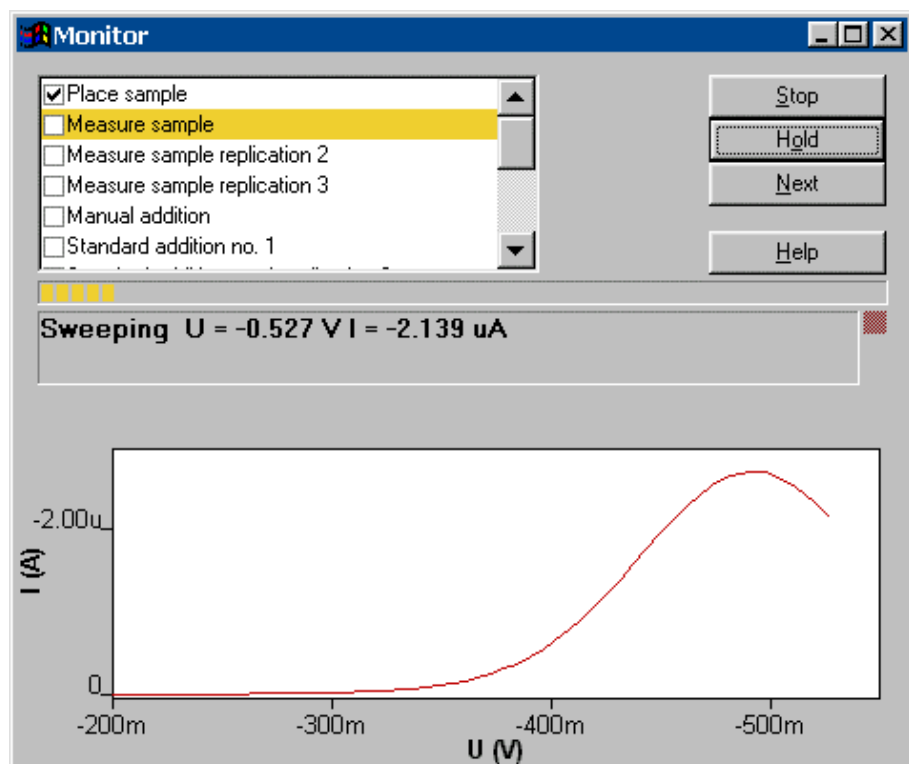 Monitor
Place sample
Measure sample
Measure sample replication 2
Measure sample replication 3
Manual addition
Standard addition no. 1
Stop
Hold
Next
Help
Sweeping U = -0.527 V I = -2.139 uA
-2.00u
0
I (A)
-200m -300m -400m -500m
U (V)